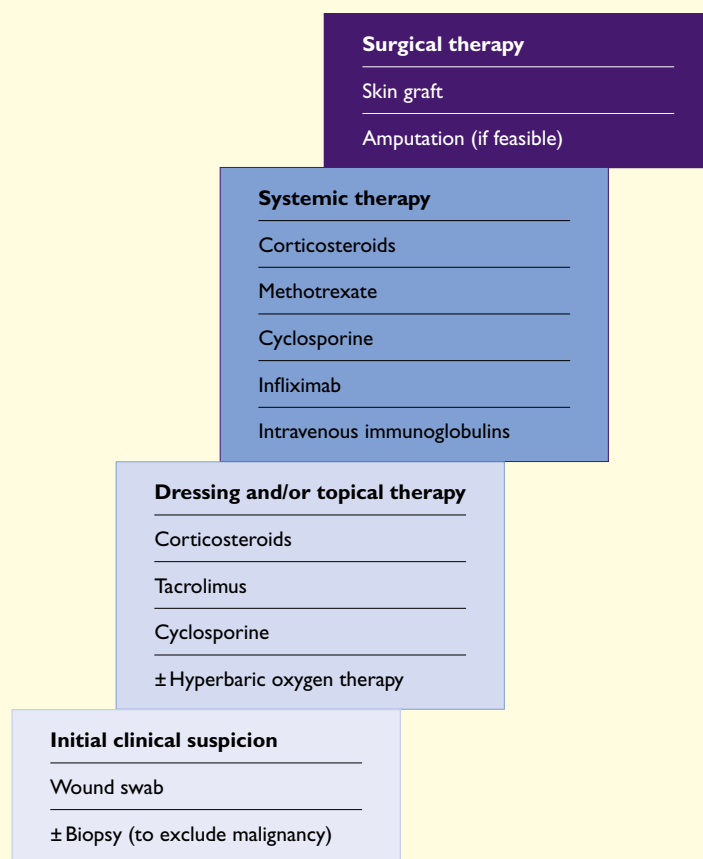 Surgical therapy
Skin graft
Amputation (if feasible)
Systemic therapy
Corticosteroids
Methotrexate
Cyclosporine
Infliximab
Intravenous immunoglobulins
Dressing and/or topical therapy
Corticosteroids
Tacrolimus
Cyclosporine
± Hyperbaric oxygen therapy
Initial clinical suspicion
Wound swab
± Biopsy (to exclude malignancy)